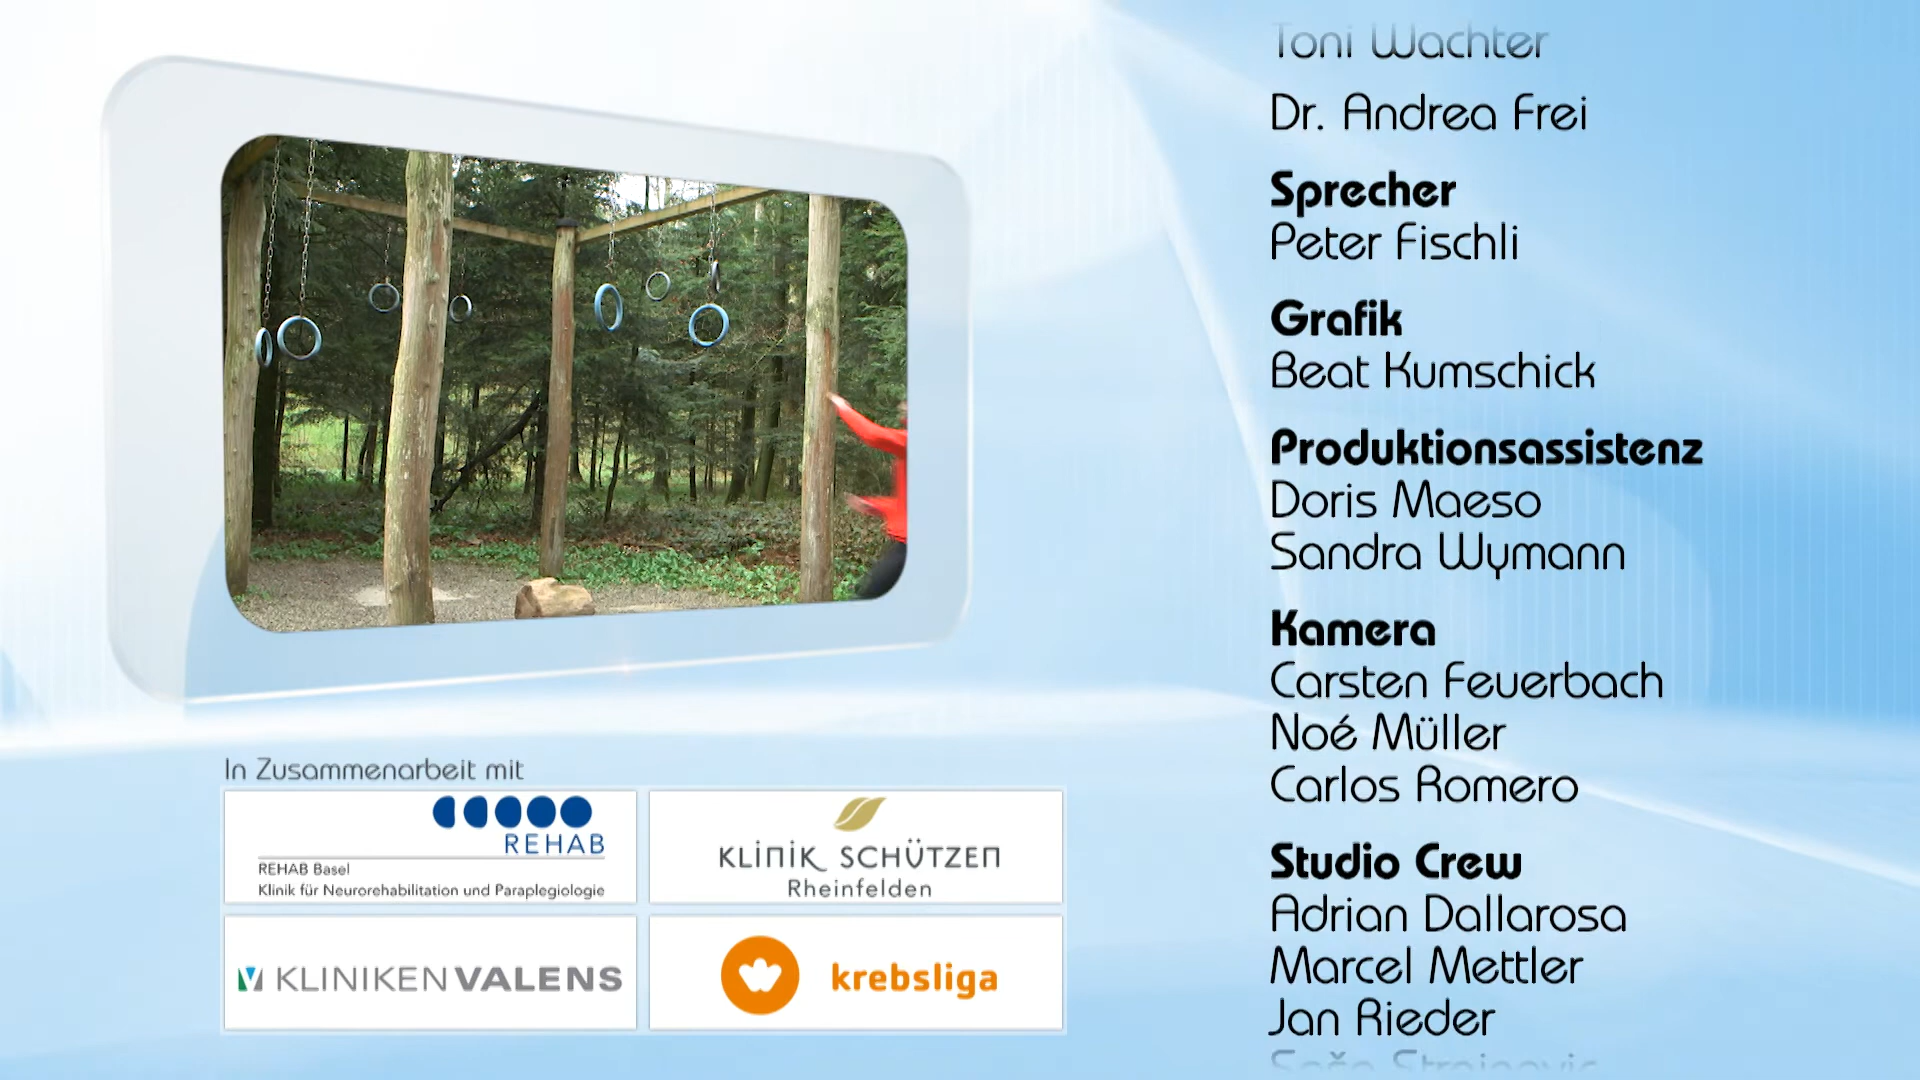 Toni Wachter
Dr. Andrea Frei
Sprecher
Peter Fischli
Grafik
Beat Kumschick
Produktionsassistenz
Doris Maeso
Sandra Wymann
Kamera
Carsten Feuerbach
Noé Müller
Carlos Romero
Studio Crew
Adrian Dallarosa
Marcel Mettler
Jan Rieder
In Zusammenarbeit mit
REHAB
REHAB Basel
Klinik für Neurorehabilitation und Paraplegiologie
KLINIK SCHÜTZEN
Rheinfelden
KLINIKEN VALENS
krebsliga